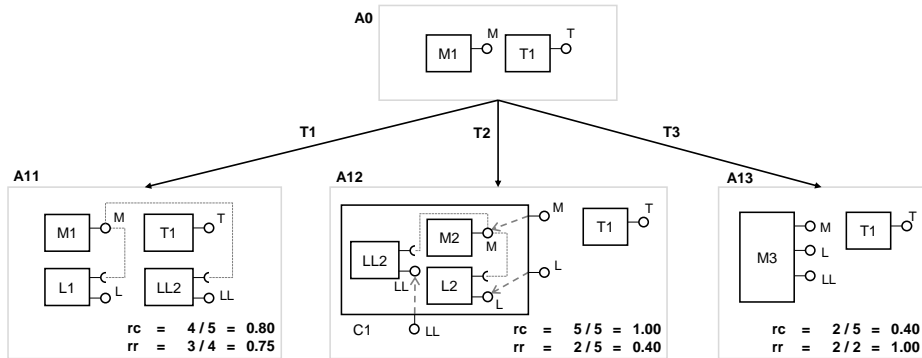 A0
M
T
M1
T1
T1
T2
T3
A11
M
T
M1
T1
L1
LL2
L
LL
rc = 4 / 5 = 0.80
rr = 3 / 4 = 0.75
A12
M
T
M2
T1
M
LL2
L
LL
L2
L
C1
LL
rc = 5 / 5 = 1.00
rr = 2 / 5 = 0.40
A13
M
T
T1
M3
L
LL
rc = 2 / 5 = 0.40
rr = 2 / 2 = 1.00